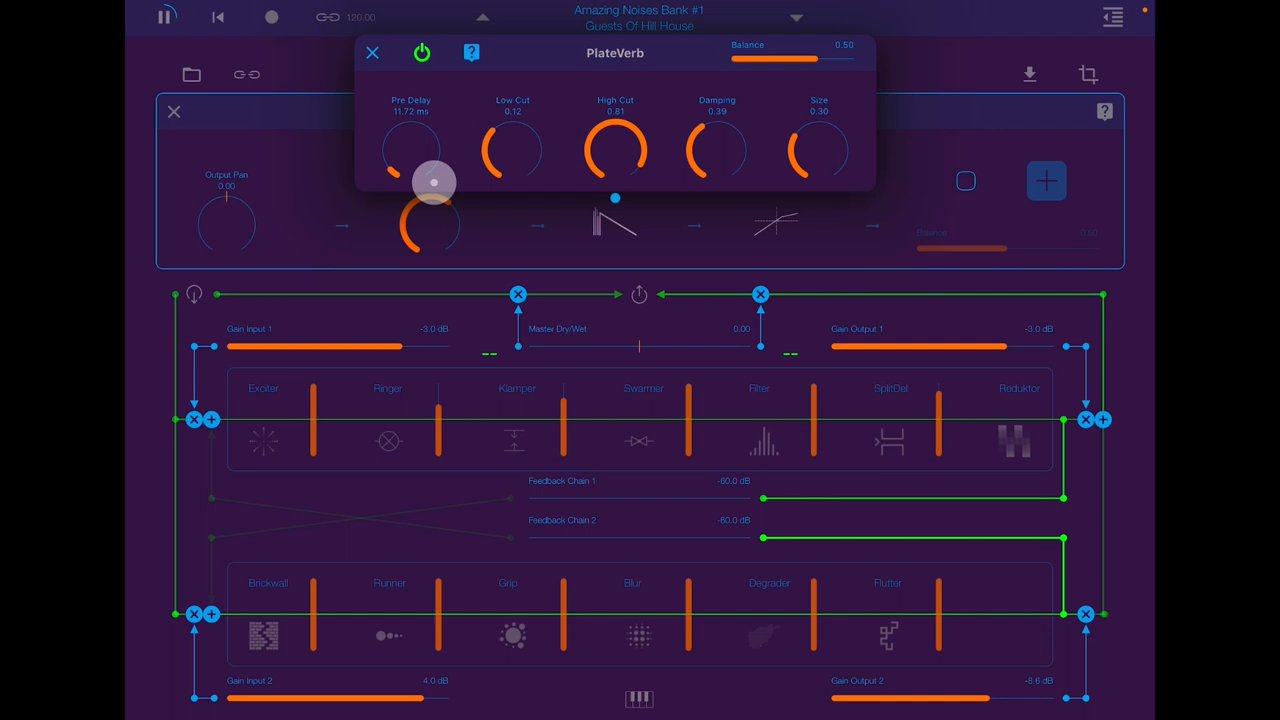 120.00
Amazing Noises Bank #1
Guests Of Hill House
PlateVerb
Balance 0.50
Pre Delay
11.72 ms
Low Cut
0.12
High Cut
0.81
Damping
0.39
Size
0.30
Output Pan
0.00
Balance 0.00
Gain Input 1 -3.0 dB
Master Dry/Wet 0.00
Gain Output 1 -3.0 dB
Exciter Ringer Klamper Swarmer Filter SplitDel Reduktor
Feedback Chain 1 -60.0 dB
Feedback Chain 2 -60.0 dB
Brickwall Runner Grip Blur Degrader Flutter
Gain Input 2 4.0 dB
Gain Output 2 -8.6 dB